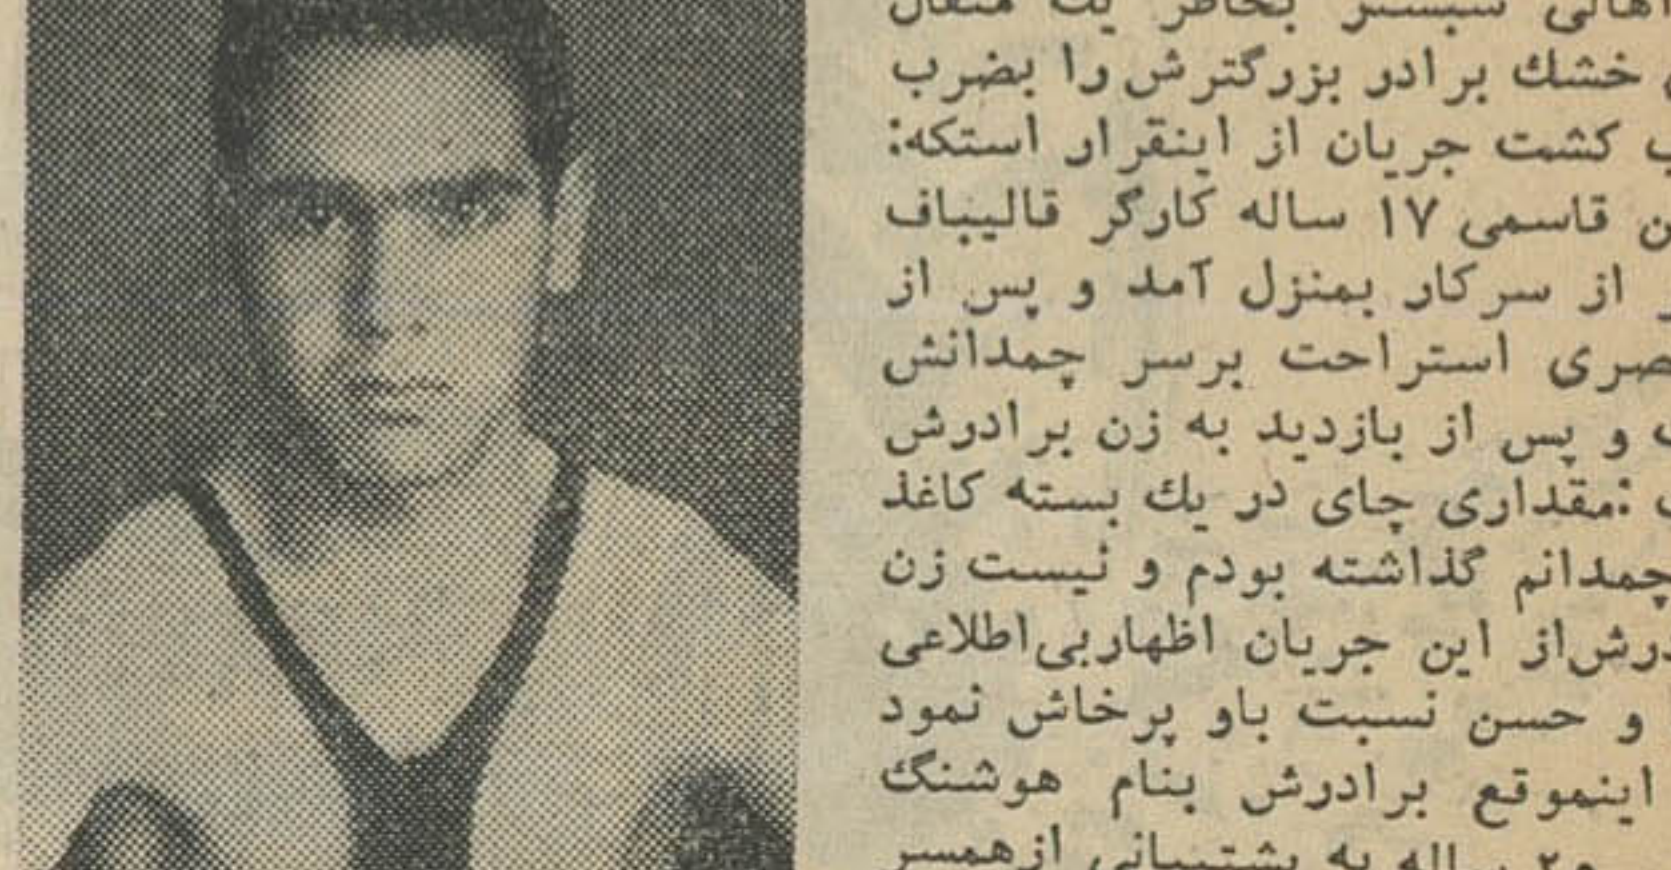 اهالی شبستر بخاطر یك مثقال
خشك برادر بزرگترش را بضرب
کشت جریان از اینقرار استکه:
قاسمی ۱۷ ساله کارگر قالیباف
از سرکار بمنزل آمد و پس از
استراحت برسر چمدانش
و پس از بازدید به زن برادرش
:مقداری چای در یك بسته کاغذ
چمدانم گذاشته بودم و نیست زن
از این جریان اظهاربی‌اطلاعی
و حسن نسبت باو پرخاش نمود
اینموقع برادرش بنام هوشنگ
۲۵ ساله به پشتیبانی ازهمسر